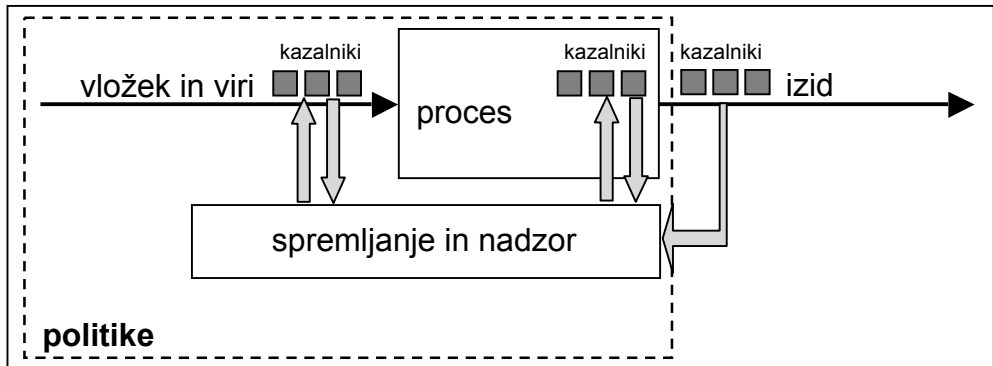 kazalniki
kazalniki
kazalniki
vložek in viri
izid
proces
spremljanje in nadzor
politike